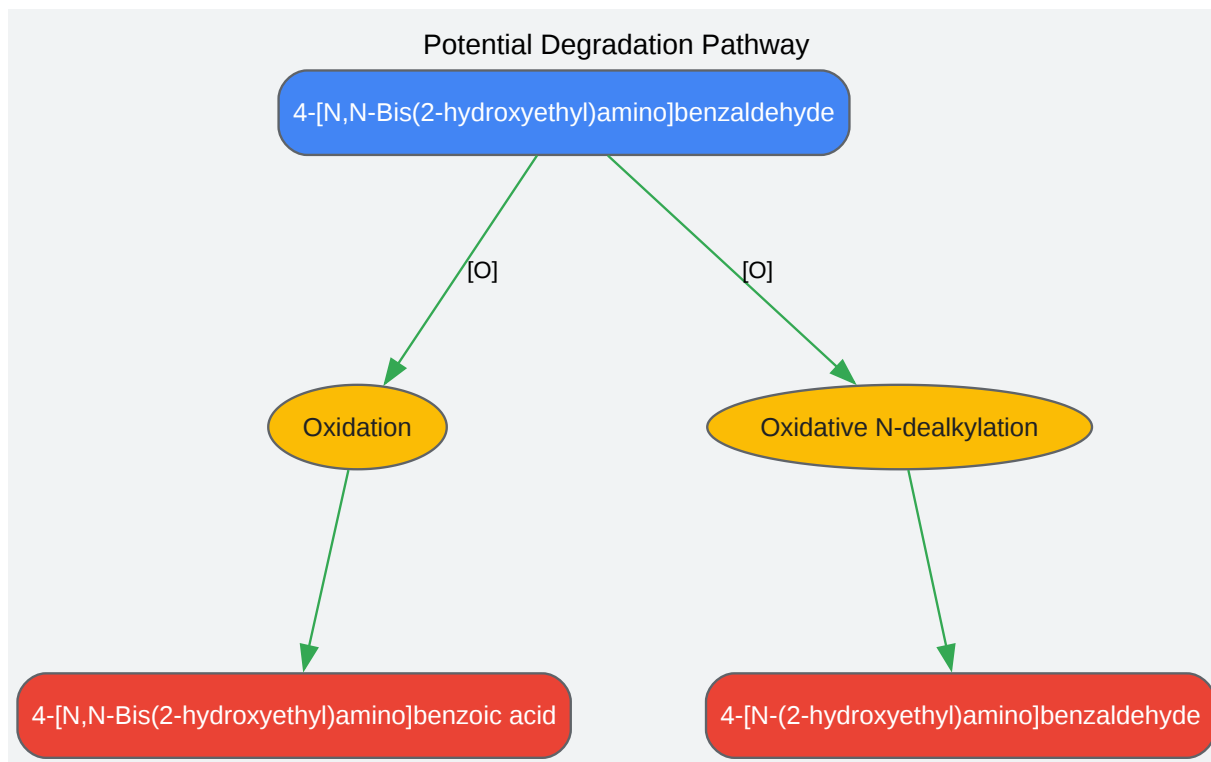 Potential Degradation Pathway
4-[N,N-Bis(2-hydroxyethyl)amino]benzaldehyde
[O]
[O]
Oxidation
Oxidative N-dealkylation
4-[N,N-Bis(2-hydroxyethyl)amino]benzoic acid
4-[N-(2-hydroxyethyl)amino]benzaldehyde